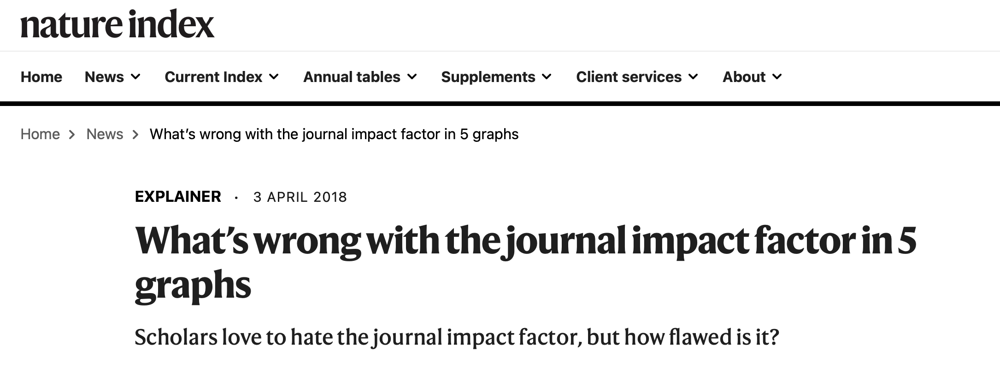 nature index
Home News Current Index Annual tables Supplements Client services About
Home > News > What’s wrong with the journal impact factor in 5 graphs
EXPLAINER · 3 APRIL 2018
What’s wrong with the journal impact factor in 5
graphs
Scholars love to hate the journal impact factor, but how flawed is it?